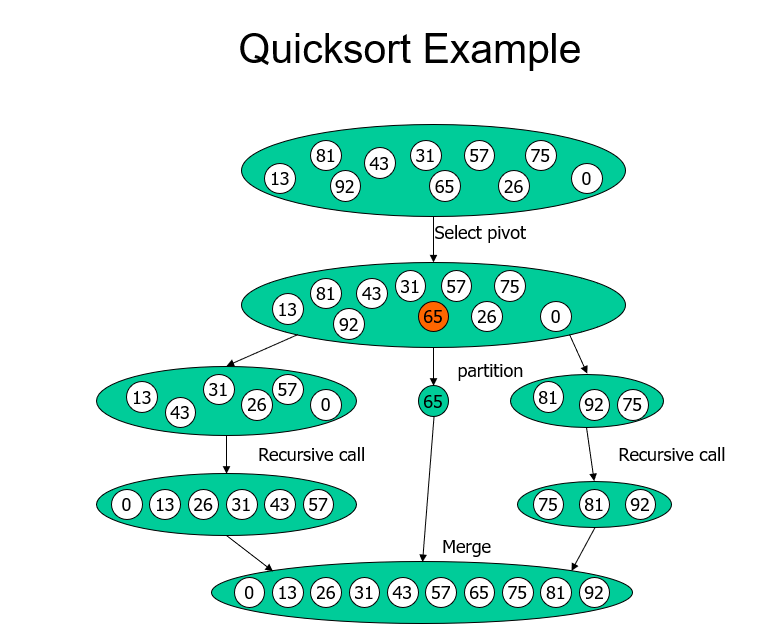 Quicksort Example
81 43 31 57 75
13 92 65 26 0
Select pivot
81 43 31 57 75
13 92 65 26 0
partition
13 43 31 26 57 0
65
81 92 75
Recursive call
Recursive call
0 13 26 31 43 57
75 81 92
Merge
0 13 26 31 43 57 65 75 81 92